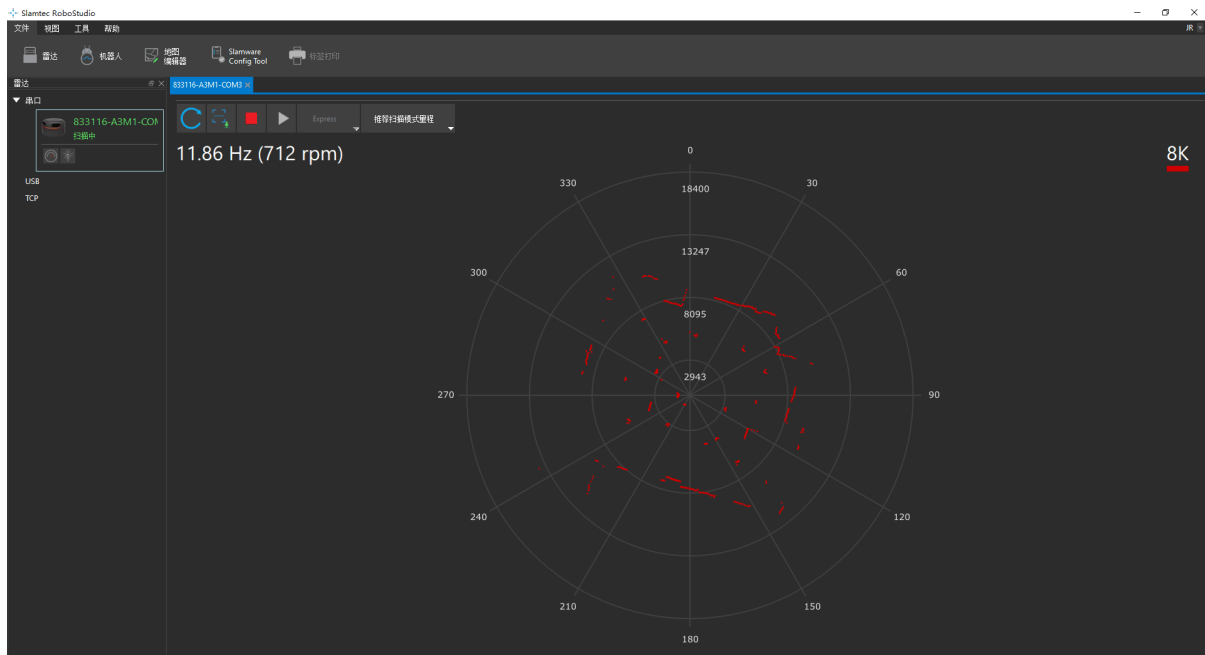 Slamtec RoboStudio
文件 视图 工具 帮助 JR
雷达 机器人 地图编辑器 Slamware Config Tool 标签打印
雷达
833116-A3M1-COM3
串口
833116-A3M1-COM
扫描中
USB
TCP
Express 推荐扫描模式量程
11.86 Hz (712 rpm)
8K
0
330 30
18400
13247
300 60
8095
2943
270 90
240 120
210 150
180